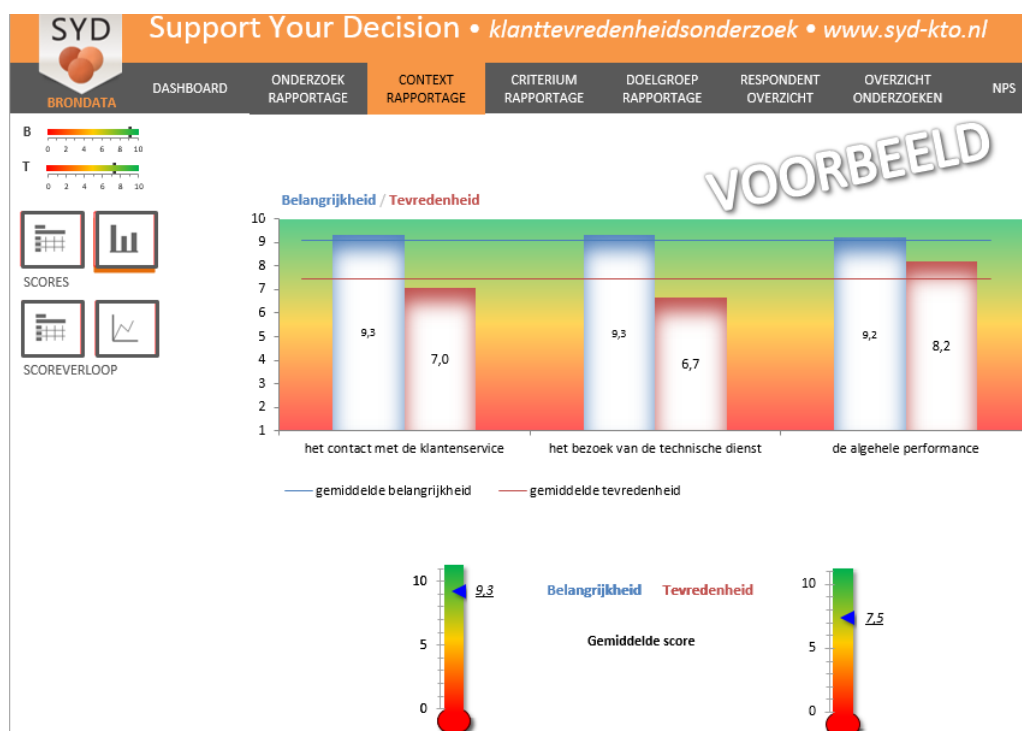 SYD
Support Your Decision • klanttevredenheidsonderzoek • www.syd-kto.nl
BRONDATA
DASHBOARD
ONDERZOEK
RAPPORTAGE
CONTEXT
RAPPORTAGE
CRITERIUM
RAPPORTAGE
DOELGROEP
RAPPORTAGE
RESPONDENT
OVERZICHT
OVERZICHT
ONDERZOEKEN
NPS
B
0 2 4 6 8 10
T
0 2 4 6 8 10
SCORES
SCOREVERLOOP
VOORBEELD
Belangrijkheid / Tevredenheid
10
9
8
7
6
5
4
3
2
1
9,3
7,0
9,3
6,7
9,2
8,2
het contact met de klantenservice
het bezoek van de technische dienst
de algehele performance
gemiddelde belangrijkheid
gemiddelde tevredenheid
10
5
0
9,3
Belangrijkheid Tevredenheid
Gemiddelde score
10
5
0
7,5